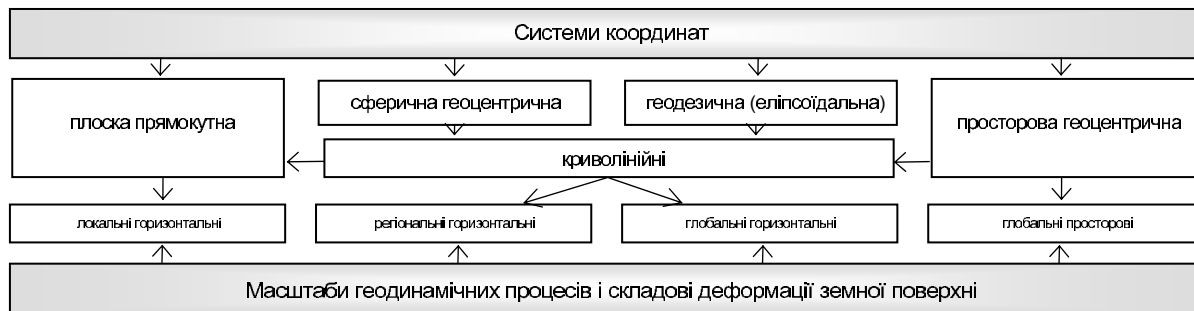 Системи координат
плоска прямокутна
сферична геоцентрична
геодезична (еліпсоїдальна)
просторова геоцентрична
криволінійні
локальні горизонтальні
регіональні горизонтальні
глобальні горизонтальні
глобальні просторові
Масштаби геодинамічних процесів і складові деформації земної поверхні